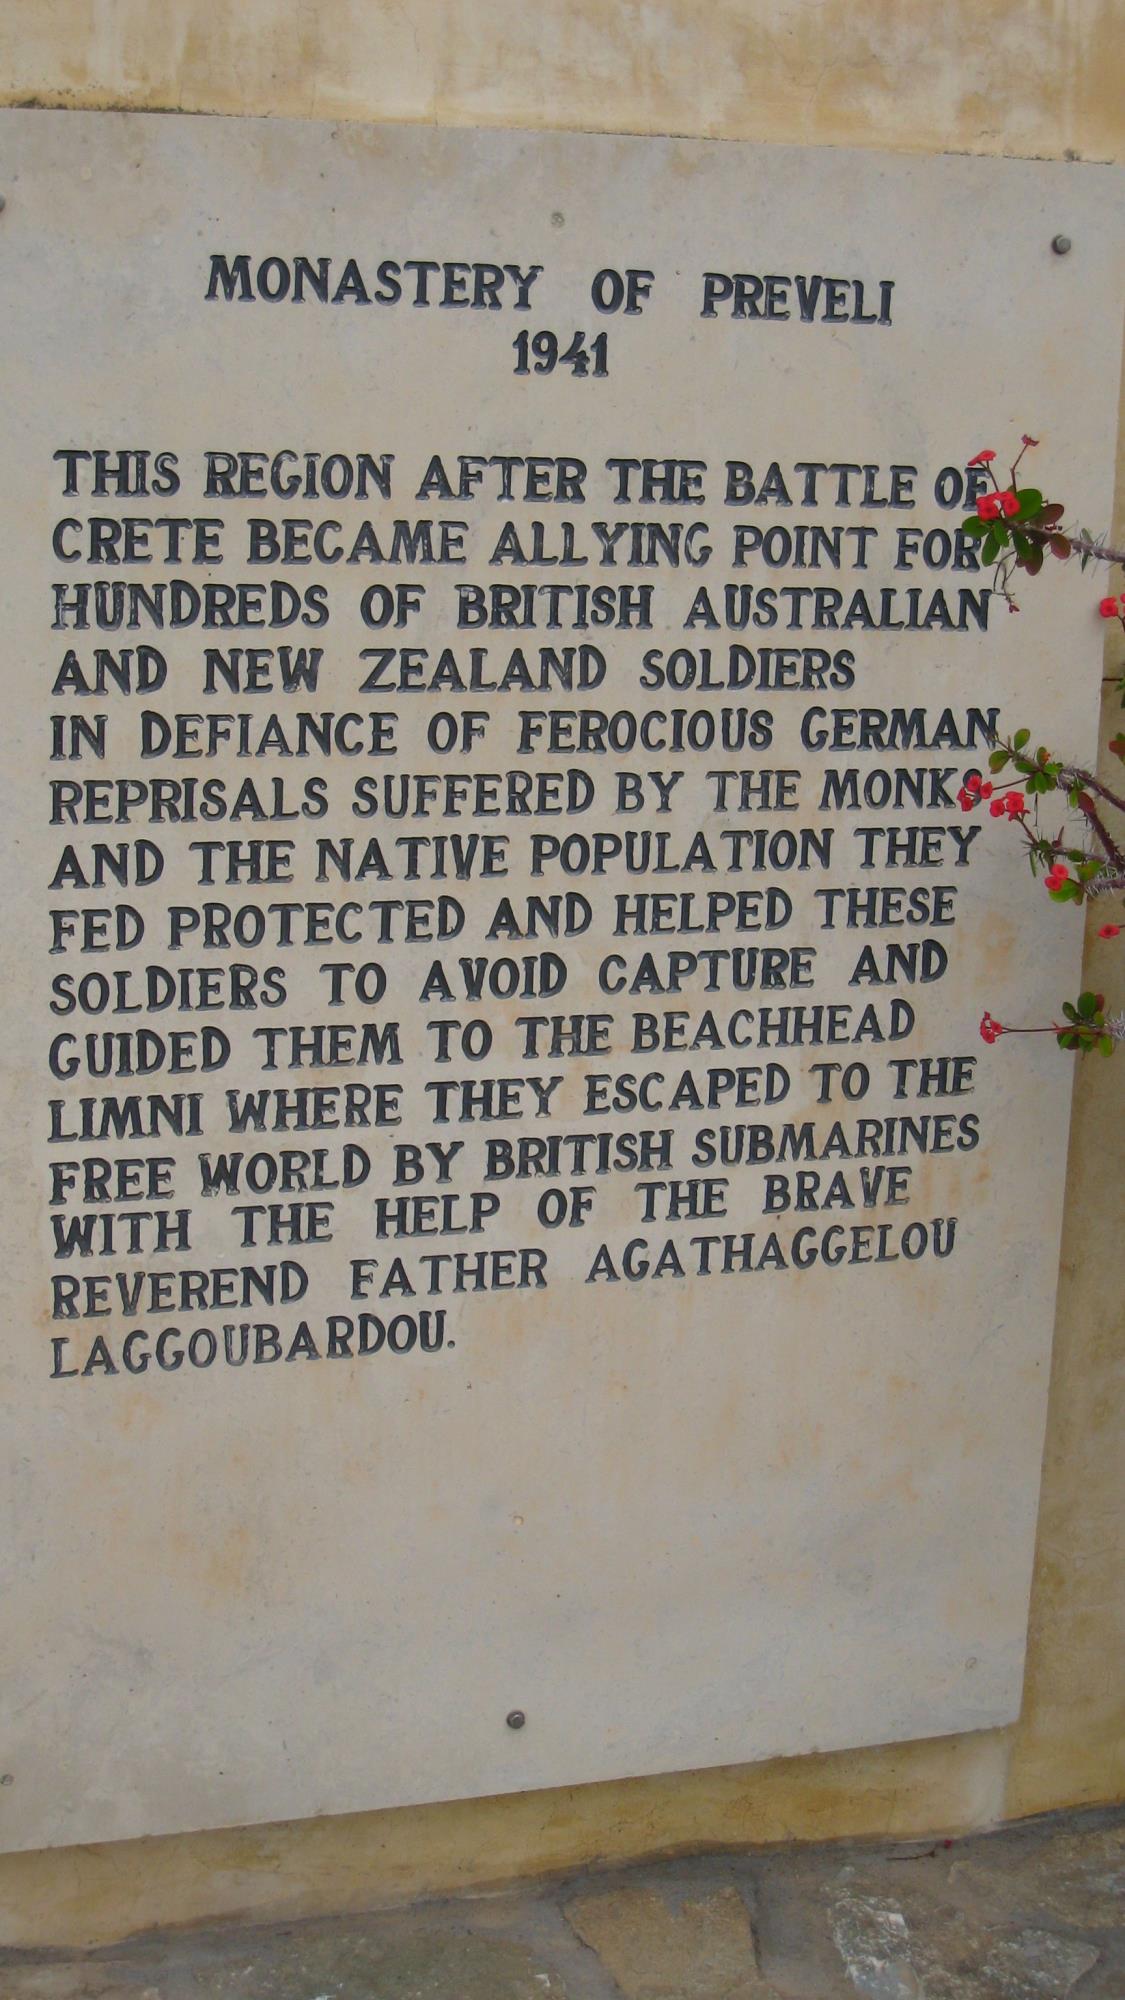 MONASTERY OF PREVELI
1941
THIS REGION AFTER THE BATTLE OF
CRETE BECAME ALLYING POINT FOR
HUNDREDS OF BRITISH AUSTRALIAN
AND NEW ZEALAND SOLDIERS
IN DEFIANCE OF FEROCIOUS GERMAN
REPRISALS SUFFERED BY THE MONKS
AND THE NATIVE POPULATION THEY
FED PROTECTED AND HELPED THESE
SOLDIERS TO AVOID CAPTURE AND
GUIDED THEM TO THE BEACHHEAD
LIMNI WHERE THEY ESCAPED TO THE
FREE WORLD BY BRITISH SUBMARINES
WITH THE HELP OF THE BRAVE
REVEREND FATHER AGATHAGGELOU
LAGGOUBARDOU.